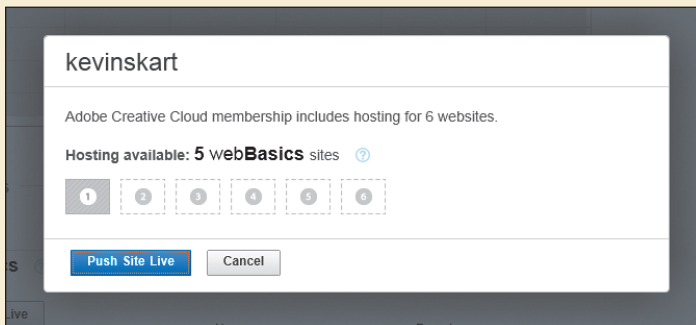 kevinskart
Adobe Creative Cloud membership includes hosting for 6 websites.
Hosting available: 5 webBasics sites ?
1 2 3 4 5 6
Push Site Live Cancel
Live